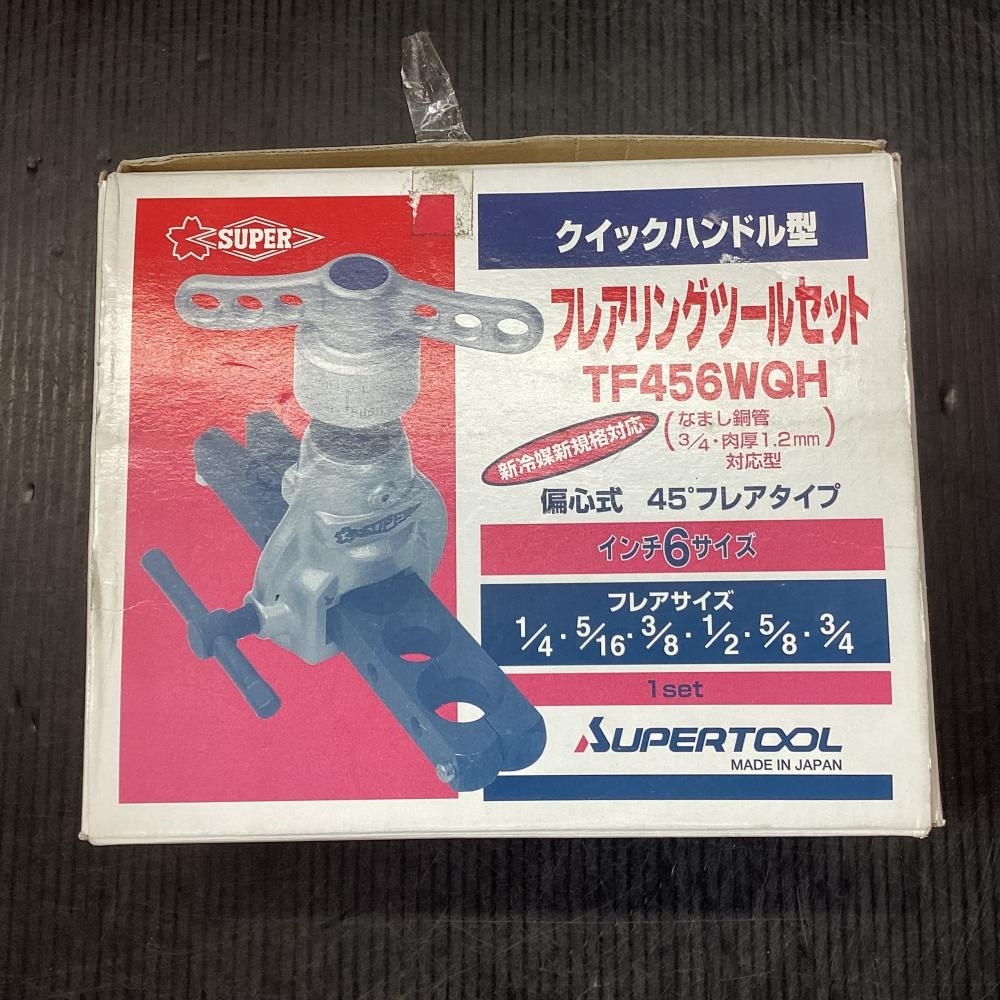 SUPER
クイックハンドル型
フレアリングツールセット
TF456WQH
新冷媒新規格対応
(なまし銅管
3/4・肉厚1.2mm)
対応型
偏心式 45°フレアタイプ
インチ6サイズ
フレアサイズ
1/4・5/16・3/8・1/2・5/8・3/4
1set
SUPERTOOL
MADE IN JAPAN
SUPER